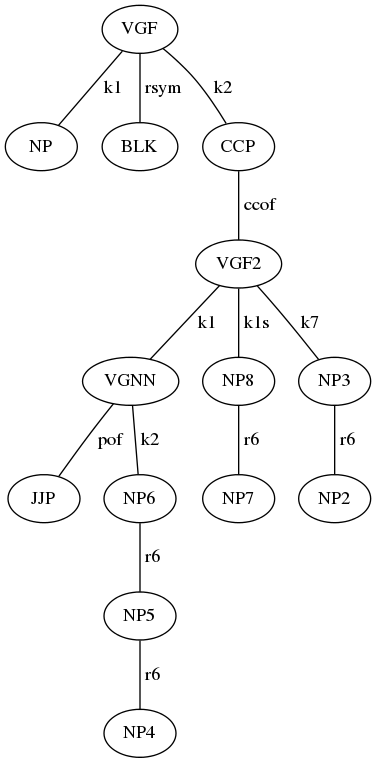 VGF
k1 rsym k2
NP BLK CCP
ccof
VGF2
k1 k1s k7
VGNN NP8 NP3
pof k2 r6 r6
JJP NP6 NP7 NP2
r6
NP5
r6
NP4